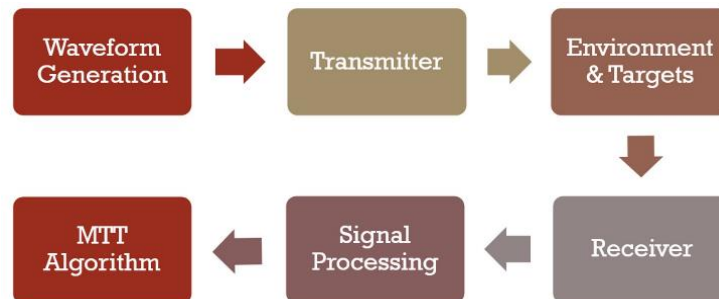 Waveform
Generation
Transmitter
Environment
& Targets
MTT
Algorithm
Signal
Processing
Receiver